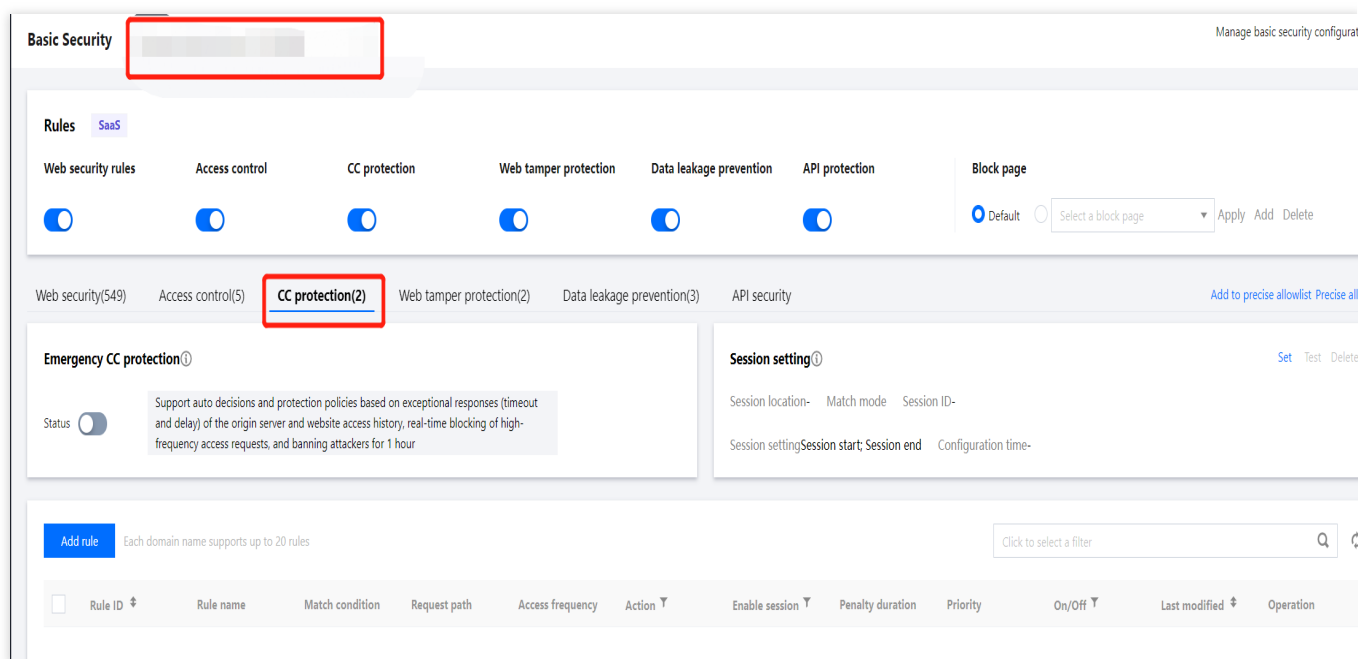 Basic Security
Manage basic security configurat
Rules SaaS
Web security rules Access control CC protection Web tamper protection Data leakage prevention API protection Block page
Default Select a block page Apply Add Delete
Web security(549) Access control(5) CC protection(2) Web tamper protection(2) Data leakage prevention(3) API security Add to precise allowlist Precise all
Emergency CC protection
Status
Support auto decisions and protection policies based on exceptional responses (timeout
and delay) of the origin server and website access history, real-time blocking of high-
frequency access requests, and banning attackers for 1 hour
Session setting Set Test Delete
Session location- Match mode Session ID-
Session settingSession start; Session end Configuration time-
Add rule Each domain name supports up to 20 rules Click to select a filter
Rule ID Rule name Match condition Request path Access frequency Action Enable session Penalty duration Priority On/Off Last modified Operation